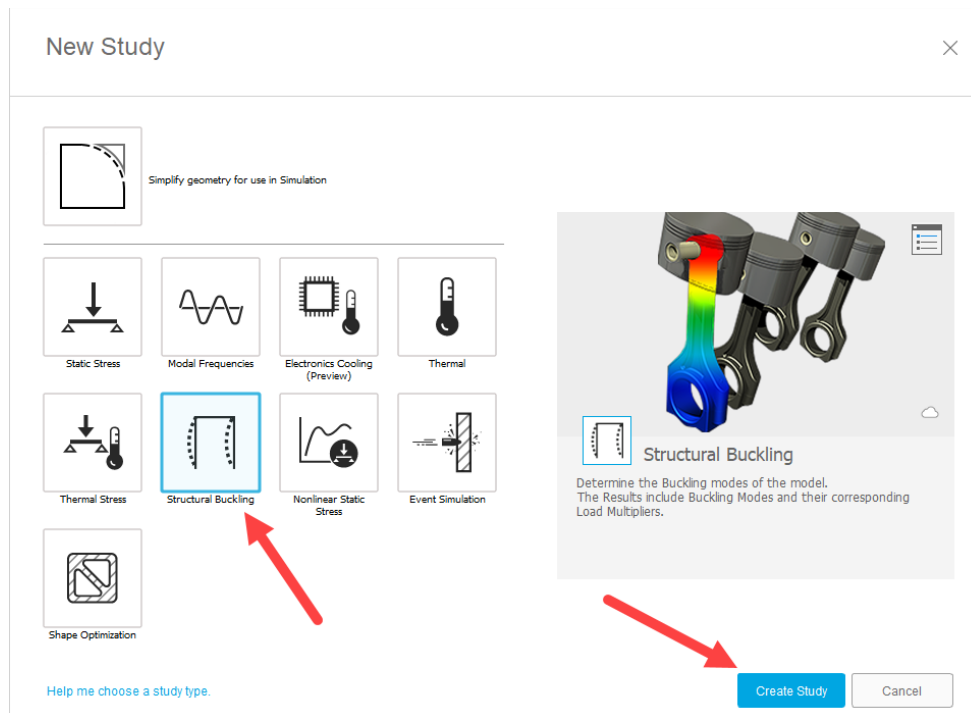 New Study
Simplify geometry for use in Simulation
Static Stress
Modal Frequencies
Electronics Cooling
(Preview)
Thermal
Thermal Stress
Structural Buckling
Nonlinear Static
Stress
Event Simulation
Shape Optimization
Structural Buckling
Determine the Buckling modes of the model.
The Results include Buckling Modes and their corresponding
Load Multipliers.
Help me choose a study type.
Create Study
Cancel